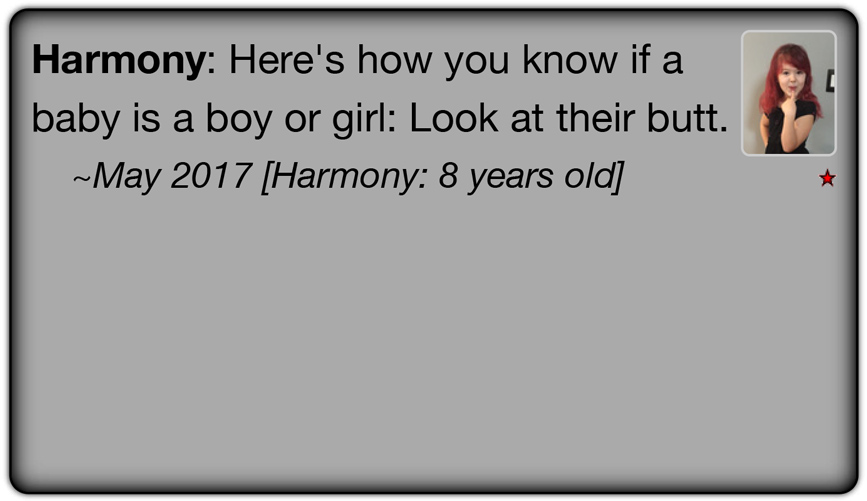 Harmony: Here's how you know if a
baby is a boy or girl: Look at their butt.
~May 2017 [Harmony: 8 years old]